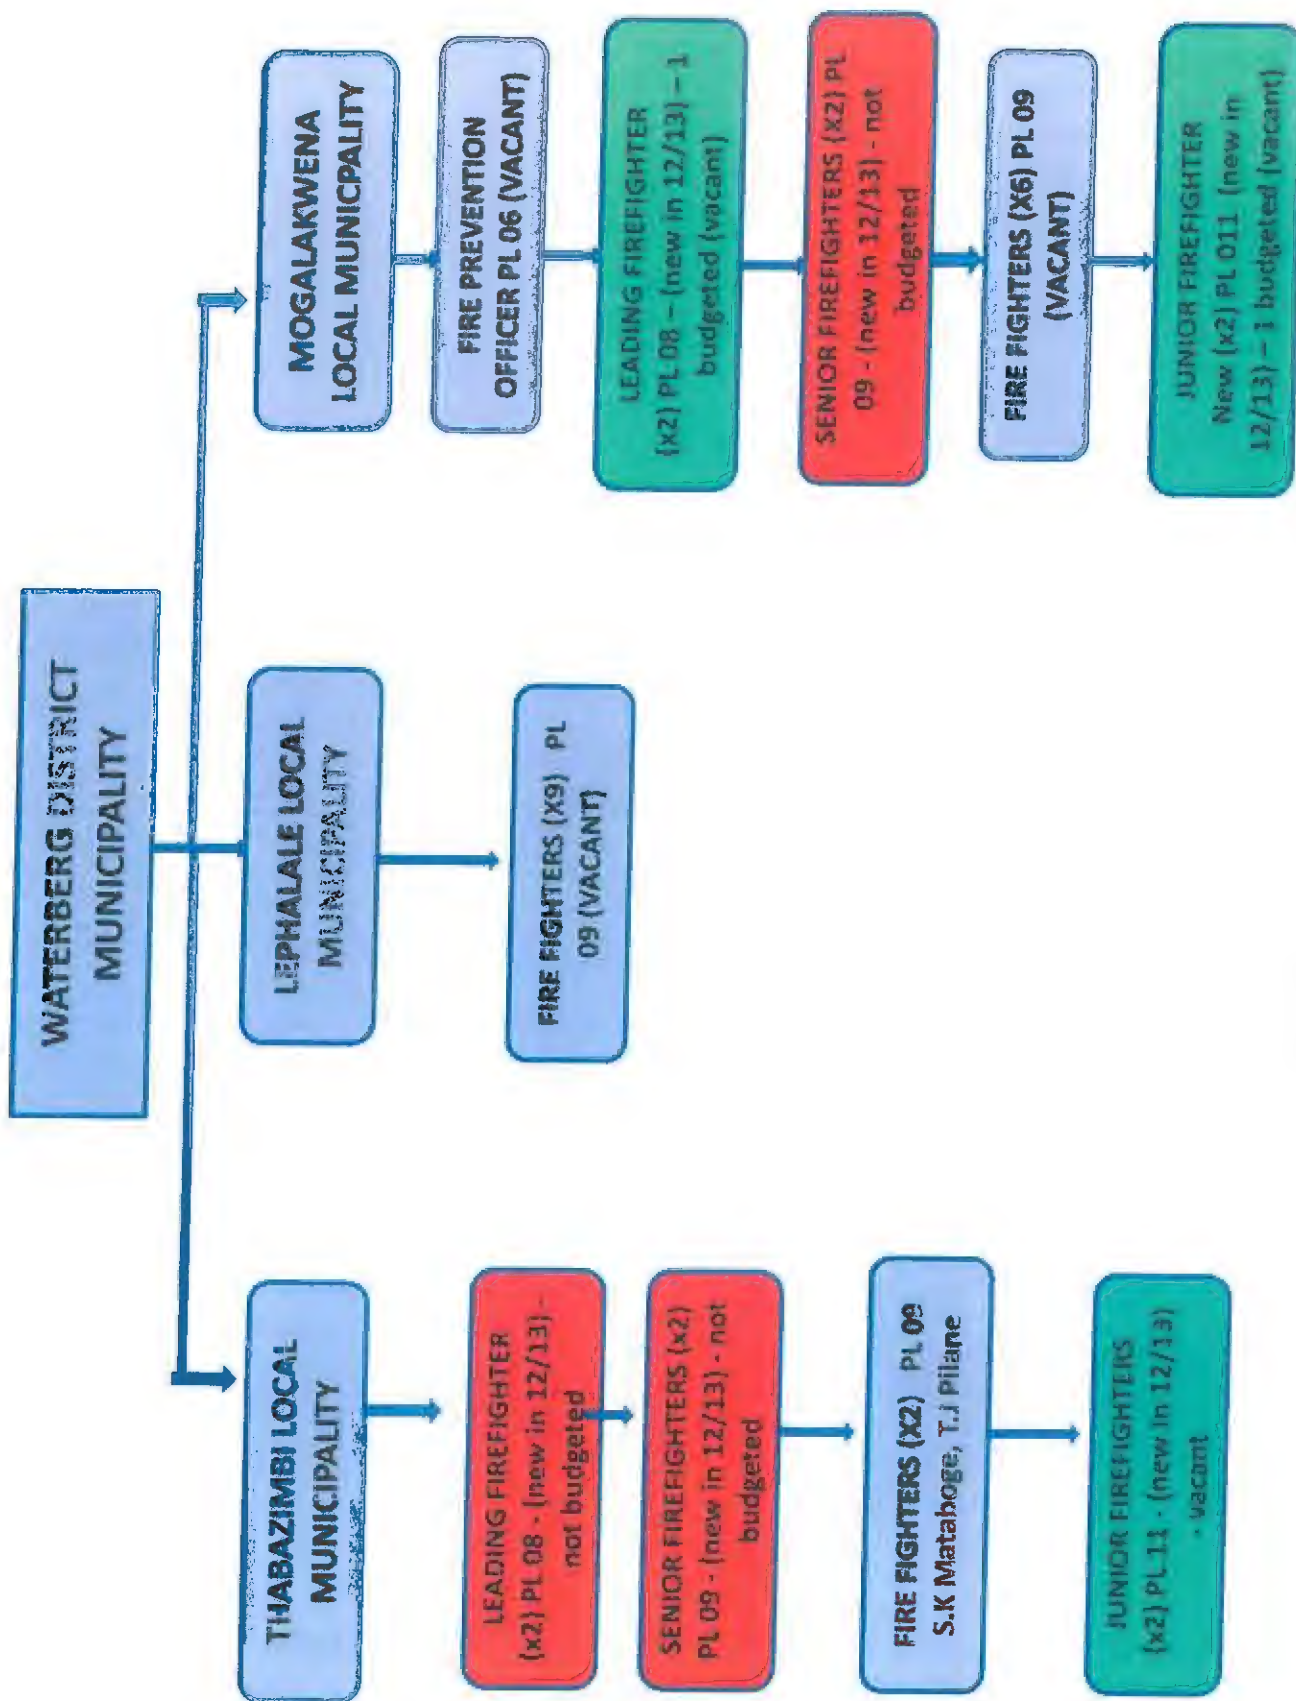 WATERBERG DISTRICT
MUNICIPALITY
THABAZIMBI LOCAL
MUNICIPALITY
LEADING FIREFIGHTER
(x2) PL 08 - (new in 12/13) -
not budgeted
SENIOR FIREFIGHTERS (x2)
PL 09 - (new in 12/13) - not
budgeted
FIRE FIGHTERS (X2) PL 09
S.K Mataboge, T.J Pilane
JUNIOR FIREFIGHTERS
(x2) PL11 - (new in 12/13)
- vacant
LEPHALALE LOCAL
MUNICIPALITY
FIRE FIGHTERS (X9) PL
09 (VACANT)
MOGALAKWENA
LOCAL MUNICPALITY
FIRE PREVENTION
OFFICER PL 06 (VACANT)
LEADING FIREFIGHTER
(x2) PL 08 – (new in 12/13) – 1
budgeted (vacant)
SENIOR FIREFIGHTERS (x2) PL
09 - (new in 12/13) - not
budgeted
FIRE FIGHTERS (X6) PL 09
(VACANT)
JUNIOR FIREFIGHTER
New (x2) PL 011 (new in
12/13) – 1 budgeted (vacant)